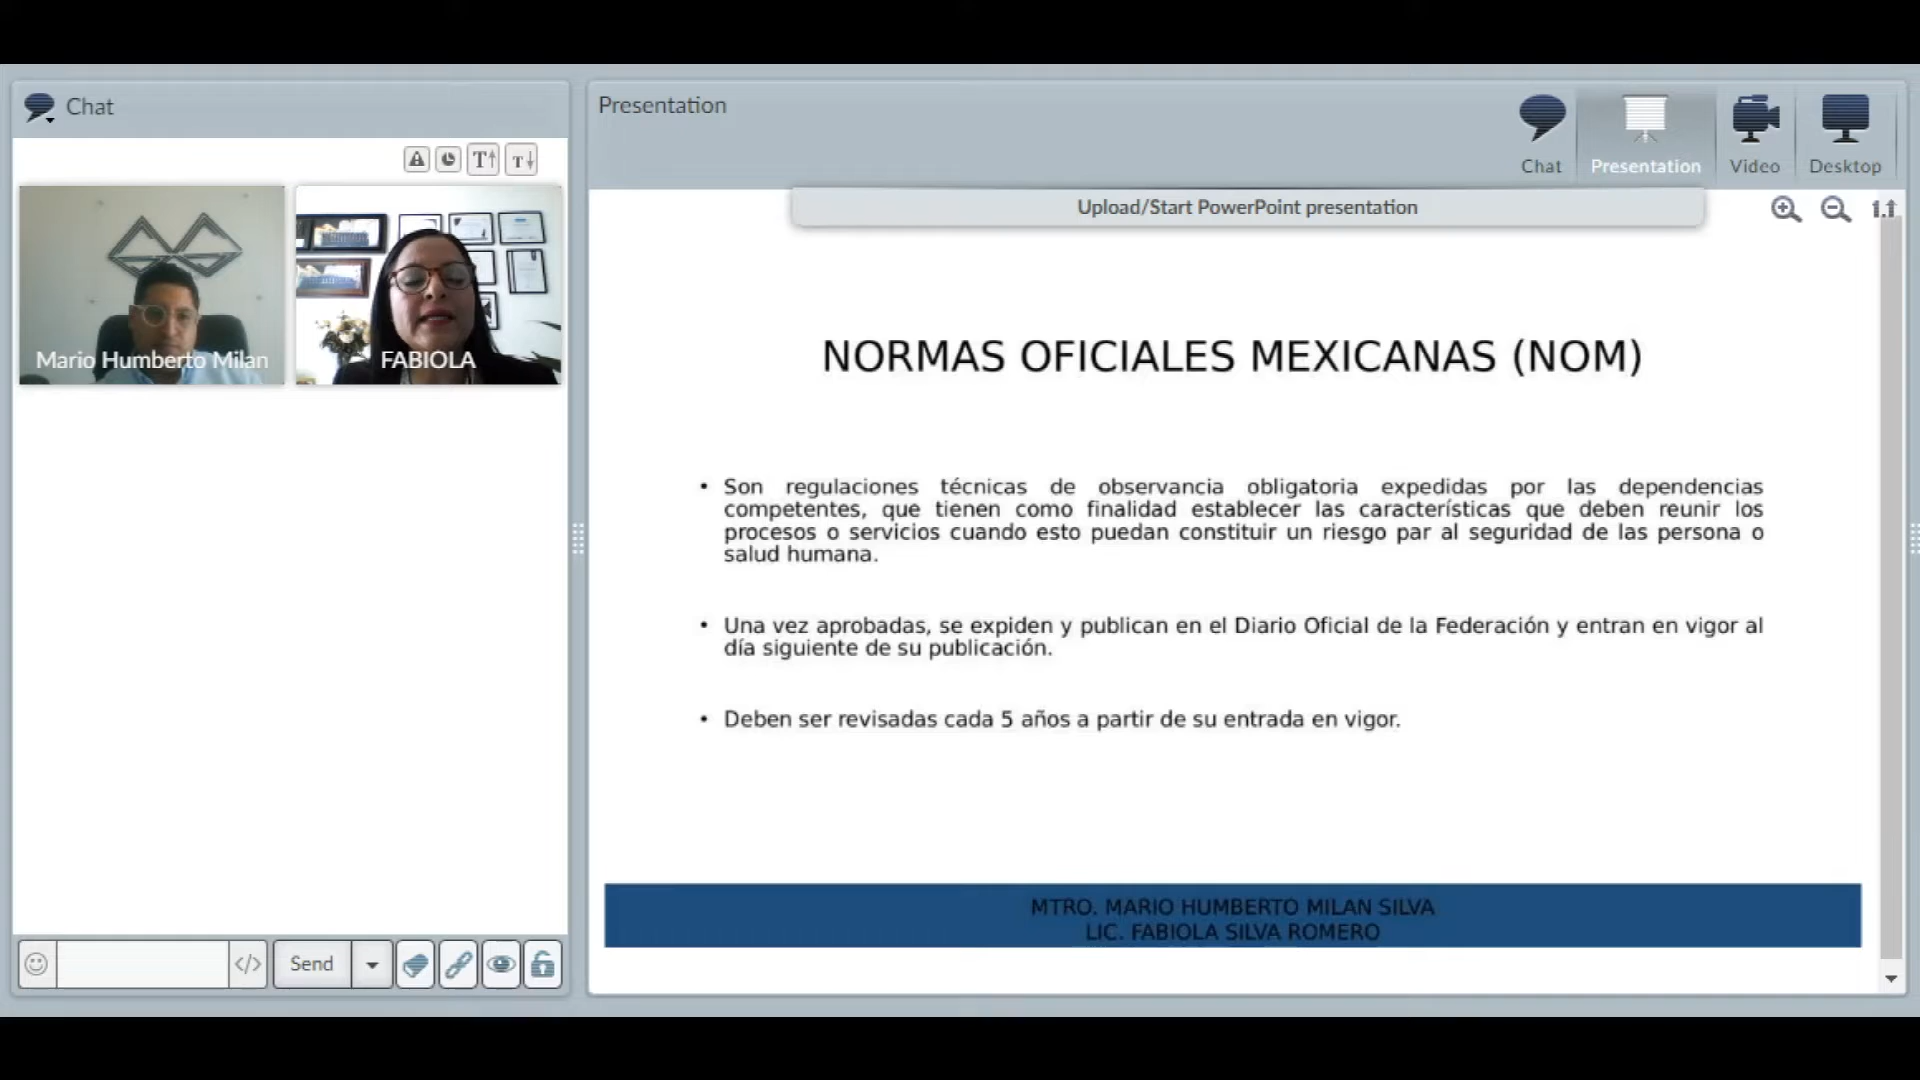 Chat
Mario Humberto Milan
FABIOLA
Send
Presentation
Chat
Presentation
Video
Desktop
Upload/Start PowerPoint presentation
1:1
NORMAS OFICIALES MEXICANAS (NOM)
• Son regulaciones técnicas de observancia obligatoria expedidas por las dependencias
competentes, que tienen como finalidad establecer las características que deben reunir los
procesos o servicios cuando esto puedan constituir un riesgo par al seguridad de las persona o
salud humana.
• Una vez aprobadas, se expiden y publican en el Diario Oficial de la Federación y entran en vigor al
día siguiente de su publicación.
• Deben ser revisadas cada 5 años a partir de su entrada en vigor.
MTRO. MARIO HUMBERTO MILAN SILVA
LIC. FABIOLA SILVA ROMERO